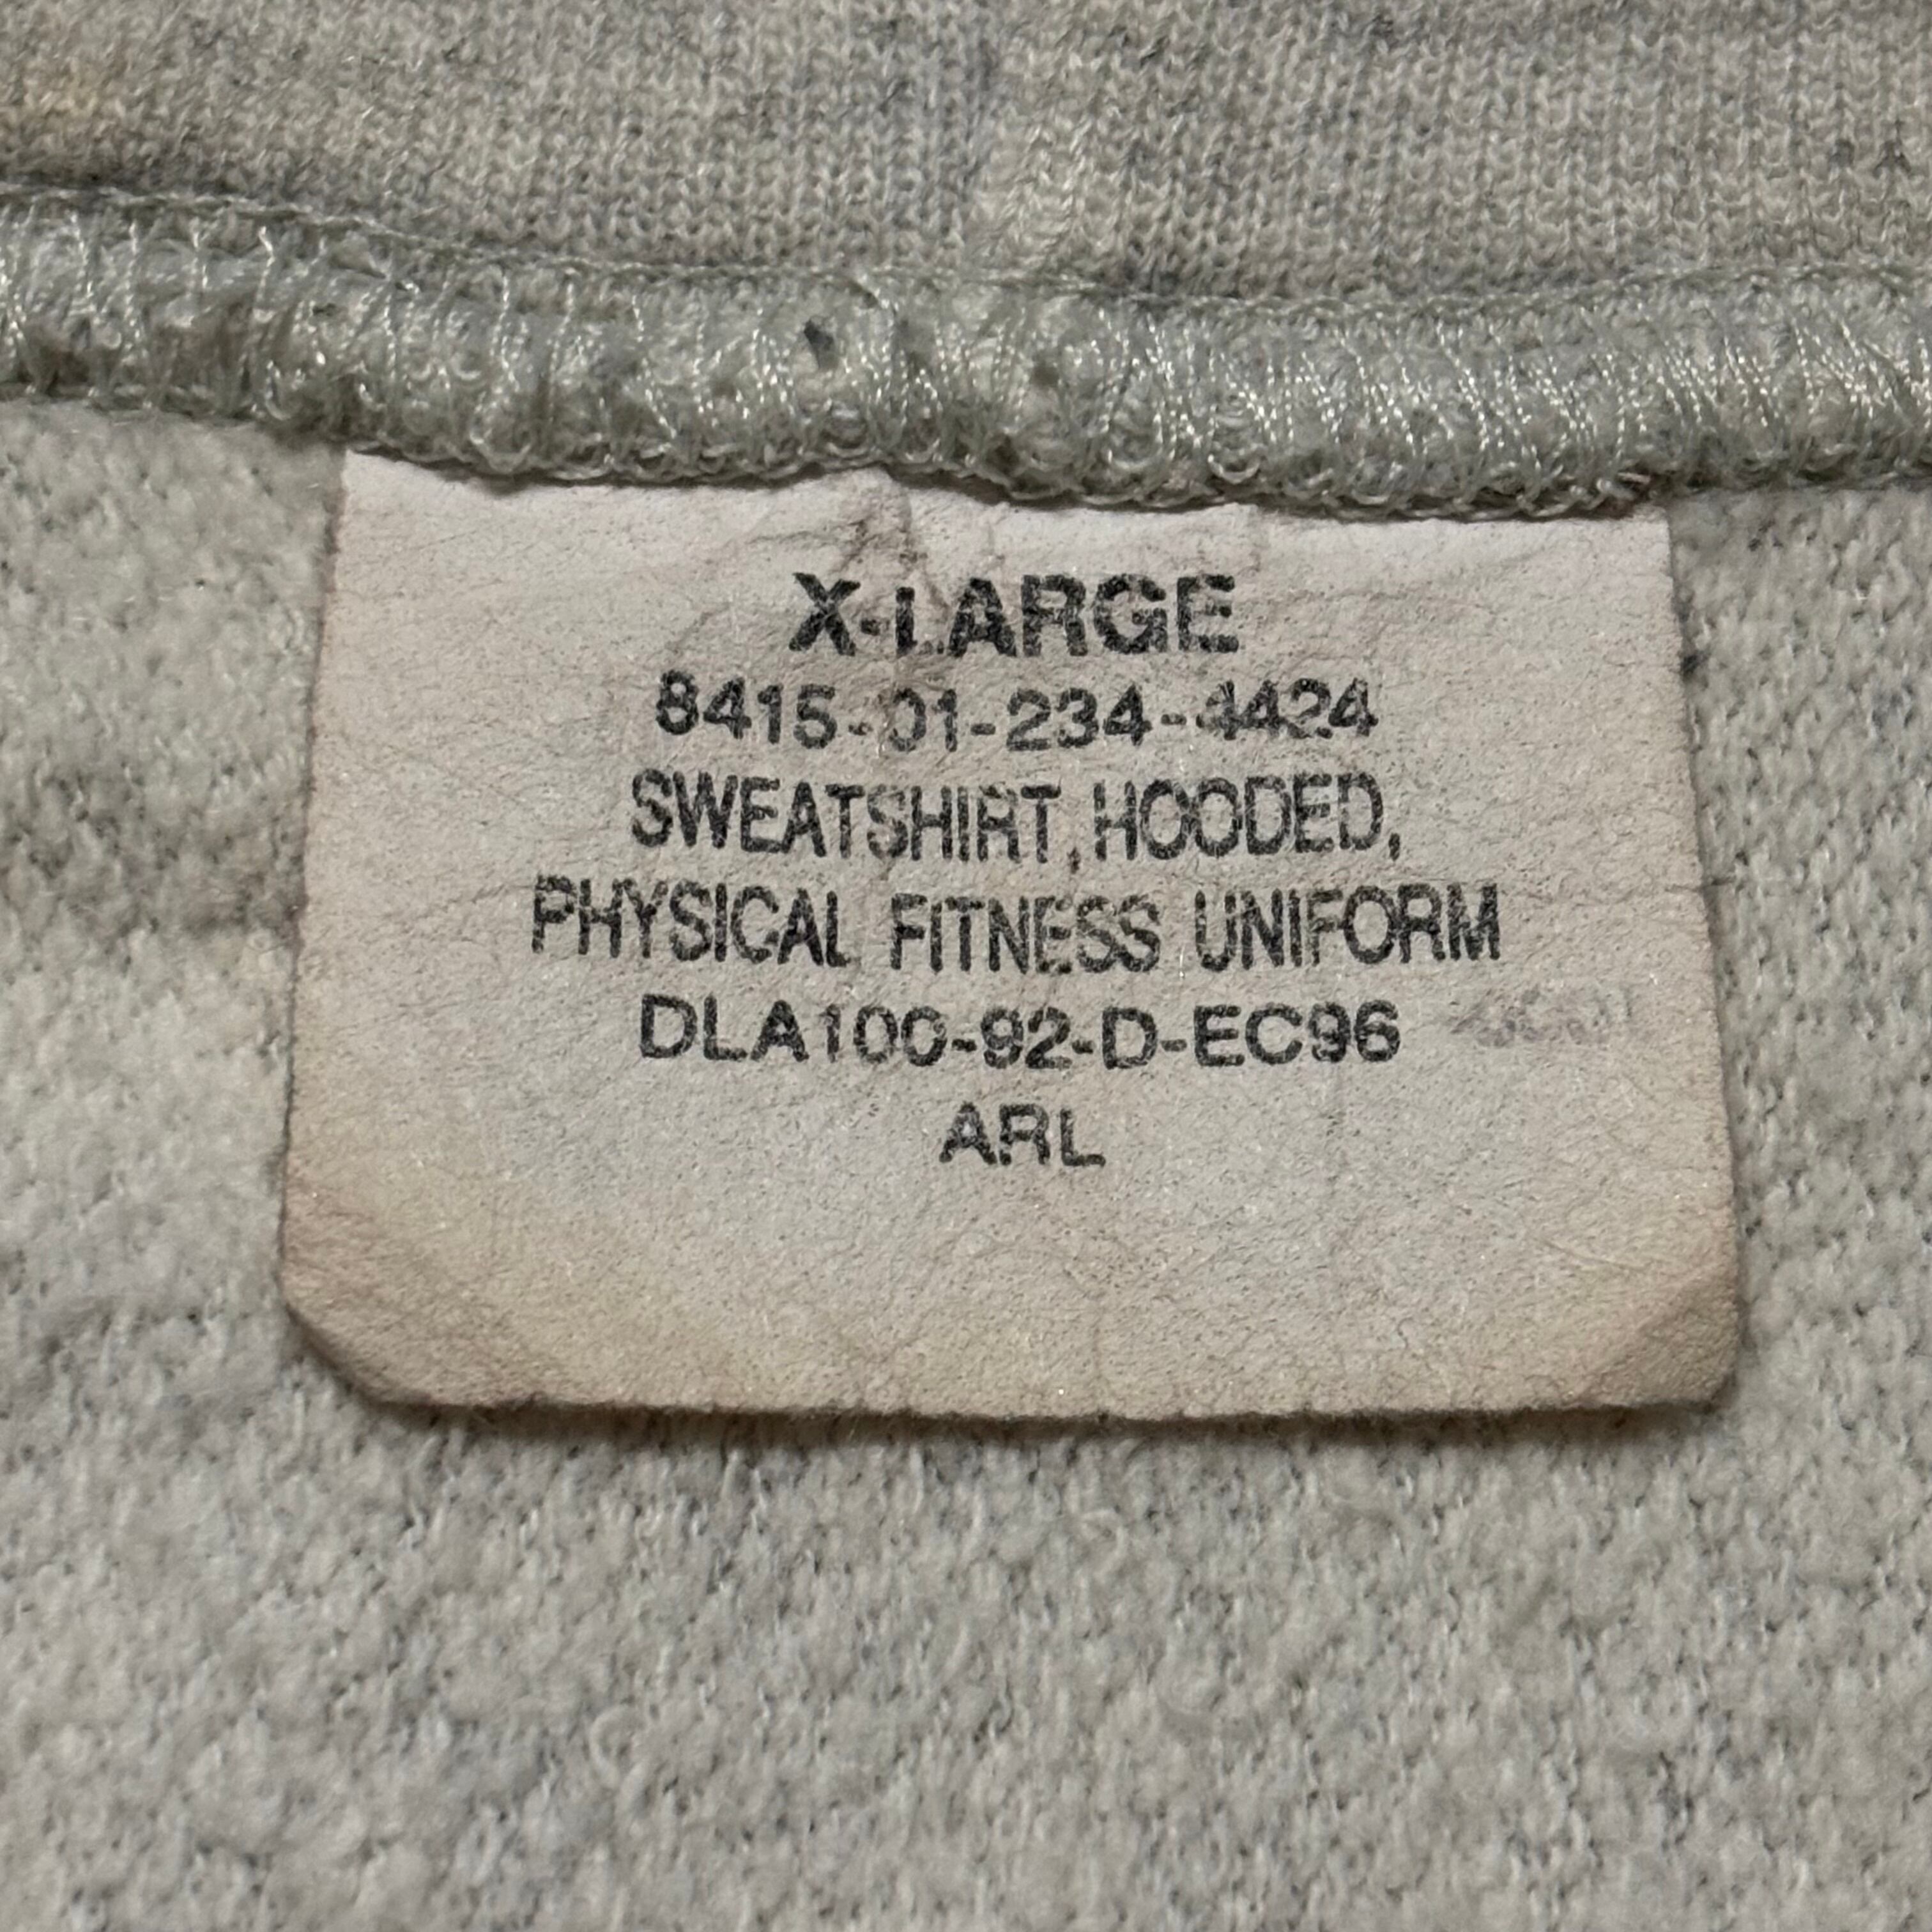 X-LARGE
8415-01-234-4424
SWEATSHIRT, HOODED,
PHYSICAL FITNESS UNIFORM
DLA100-92-D-EC96
ARL